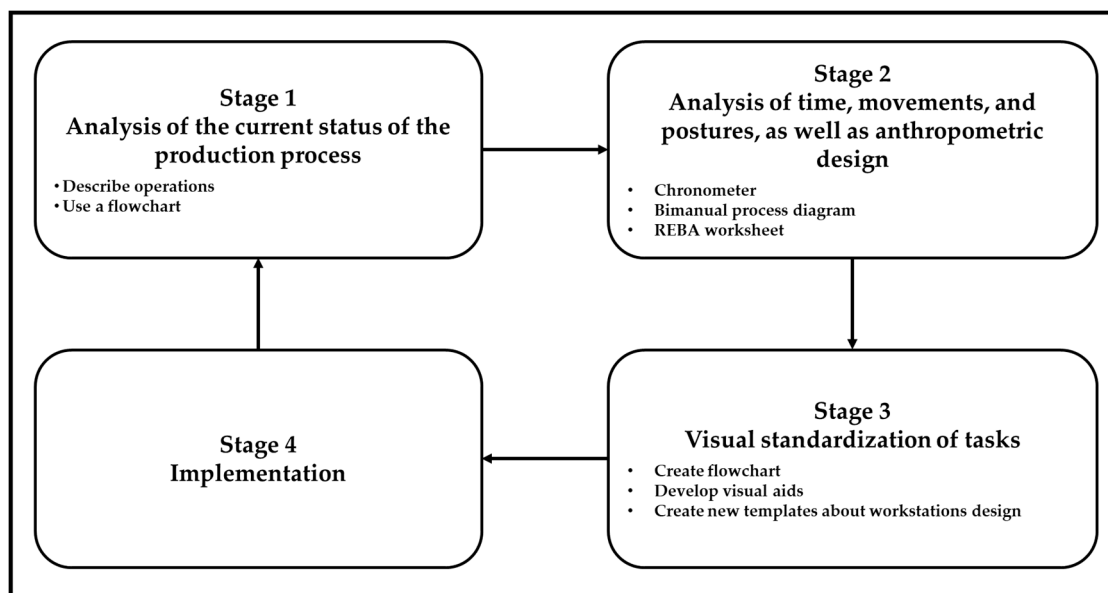 Stage 1
Analysis of the current status of the
production process
• Describe operations
• Use a flowchart
Stage 2
Analysis of time, movements, and
postures, as well as anthropometric
design
• Chronometer
• Bimanual process diagram
• REBA worksheet
Stage 3
Visual standardization of tasks
• Create flowchart
• Develop visual aids
• Create new templates about workstations design
Stage 4
Implementation